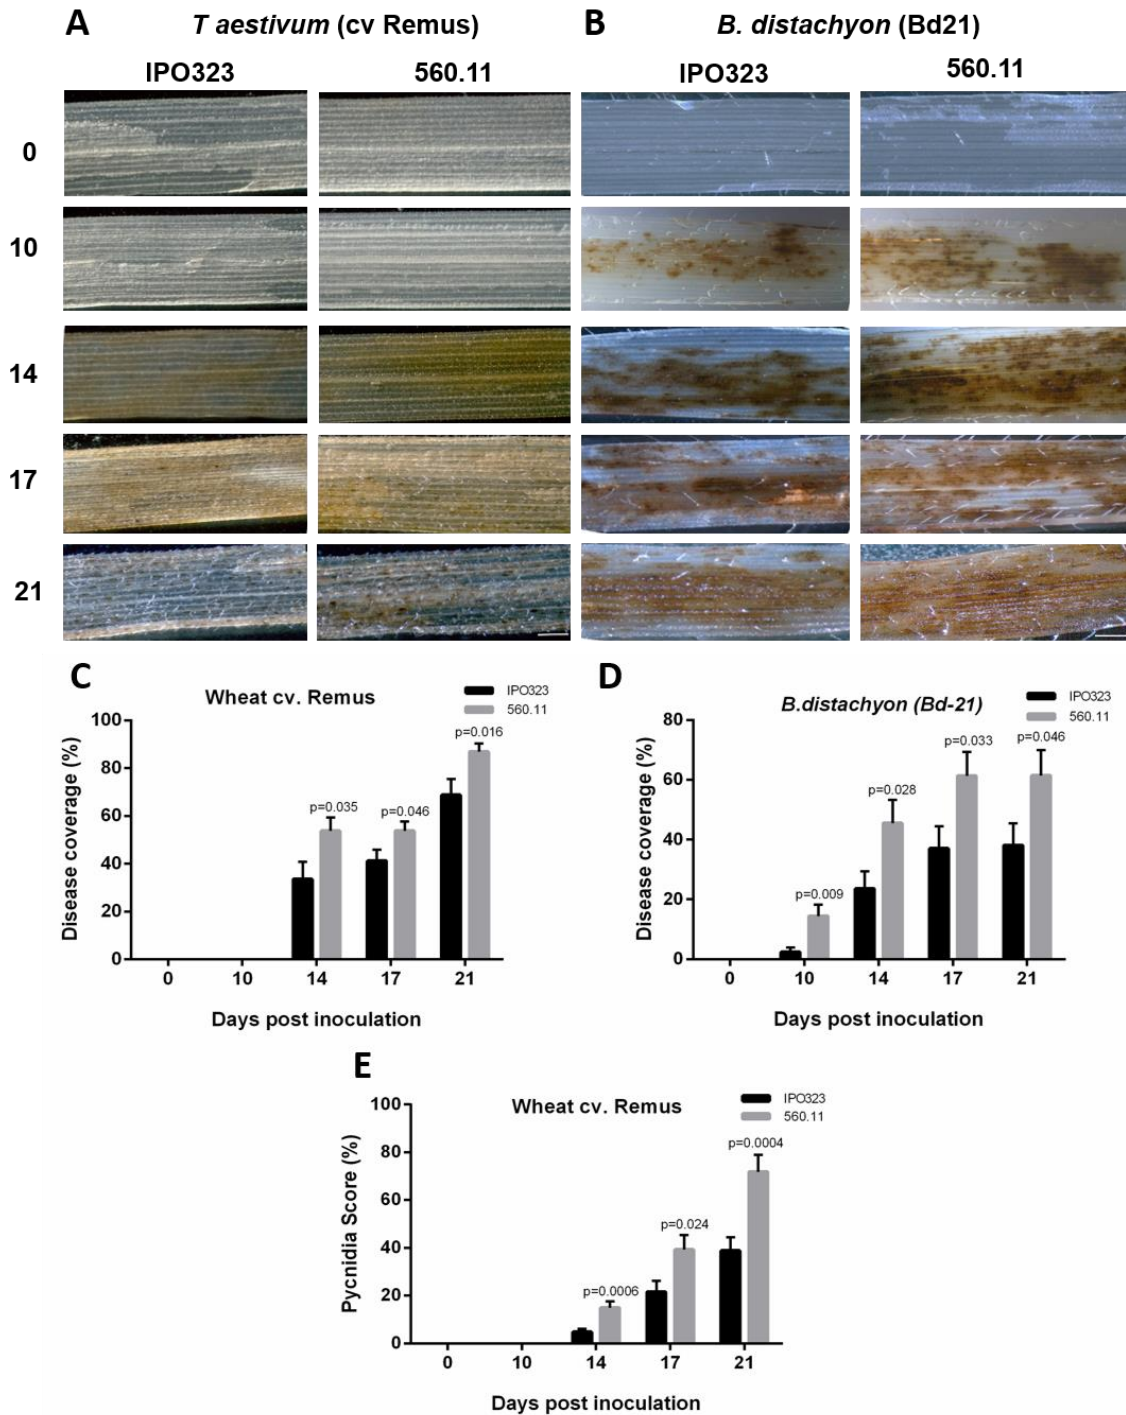 A T aestivum (cv Remus) B B. distachyon (Bd21)
IPO323 560.11 IPO323 560.11
0
10
14
17
21
C
Wheat cv. Remus
IPO323
560.11
Disease coverage (%)
100
80
60
40
20
0
p=0.035
p=0.046
p=0.016
0 10 14 17 21
Days post inoculation
D
B.distachyon (Bd-21)
IPO323
560.11
Disease coverage (%)
80
60
40
20
0
p=0.009
p=0.028
p=0.033
p=0.046
0 10 14 17 21
Days post inoculation
E
Wheat cv. Remus
IPO323
560.11
Pycnidia Score (%)
100
80
60
40
20
0
p=0.0006
p=0.024
p=0.0004
0 10 14 17 21
Days post inoculation